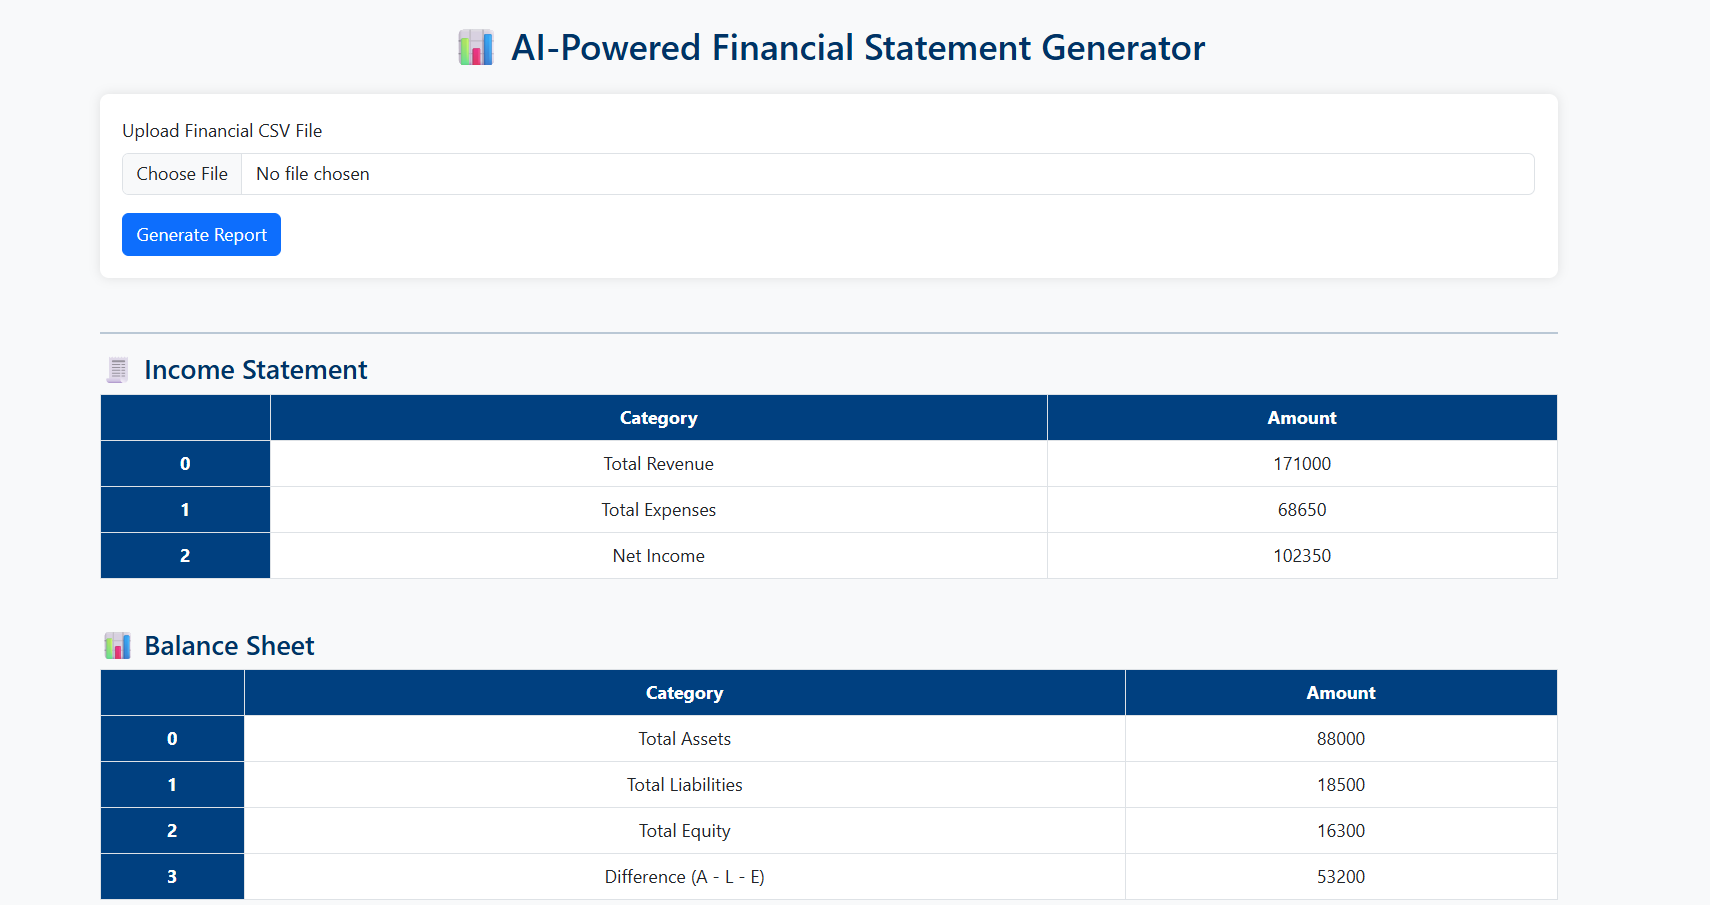 AI-Powered Financial Statement Generator
Upload Financial CSV File
Choose File No file chosen
Generate Report
Income Statement
Category Amount
0 Total Revenue 171000
1 Total Expenses 68650
2 Net Income 102350
Balance Sheet
Category Amount
0 Total Assets 88000
1 Total Liabilities 18500
2 Total Equity 16300
3 Difference (A - L - E) 53200